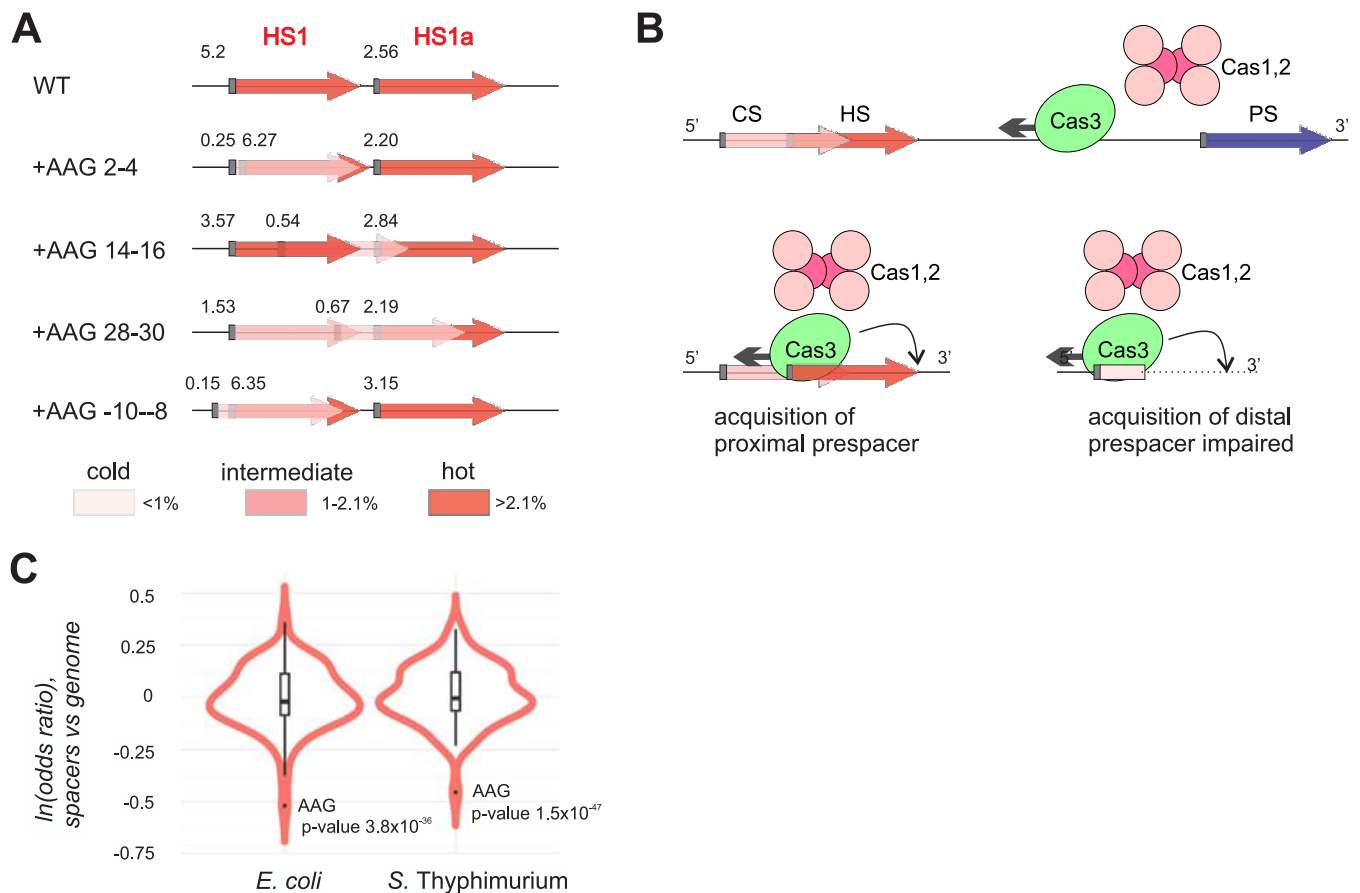 A
HS1 HS1a
5.2 2.56
WT
0.25 6.27 2.20
+AAG 2-4
3.57 0.54 2.84
+AAG 14-16
1.53 0.67 2.19
+AAG 28-30
0.15 6.35 3.15
+AAG -10--8
cold intermediate hot
<1% 1-2.1% >2.1%
B
Cas1,2
CS HS Cas3 PS
5’ 3’
Cas1,2 Cas1,2
Cas3 Cas3
5’ 3’ 5’ 3’
acquisition of
proximal prespacer
acquisition of distal
prespacer impaired
C
ln(odds ratio),
spacers vs genome
0.5
0.25
0
-0.25
-0.5
-0.75
AAG
p-value 3.8x10⁻³⁶
AAG
p-value 1.5x10⁻⁴⁷
E. coli S. Thyphimurium